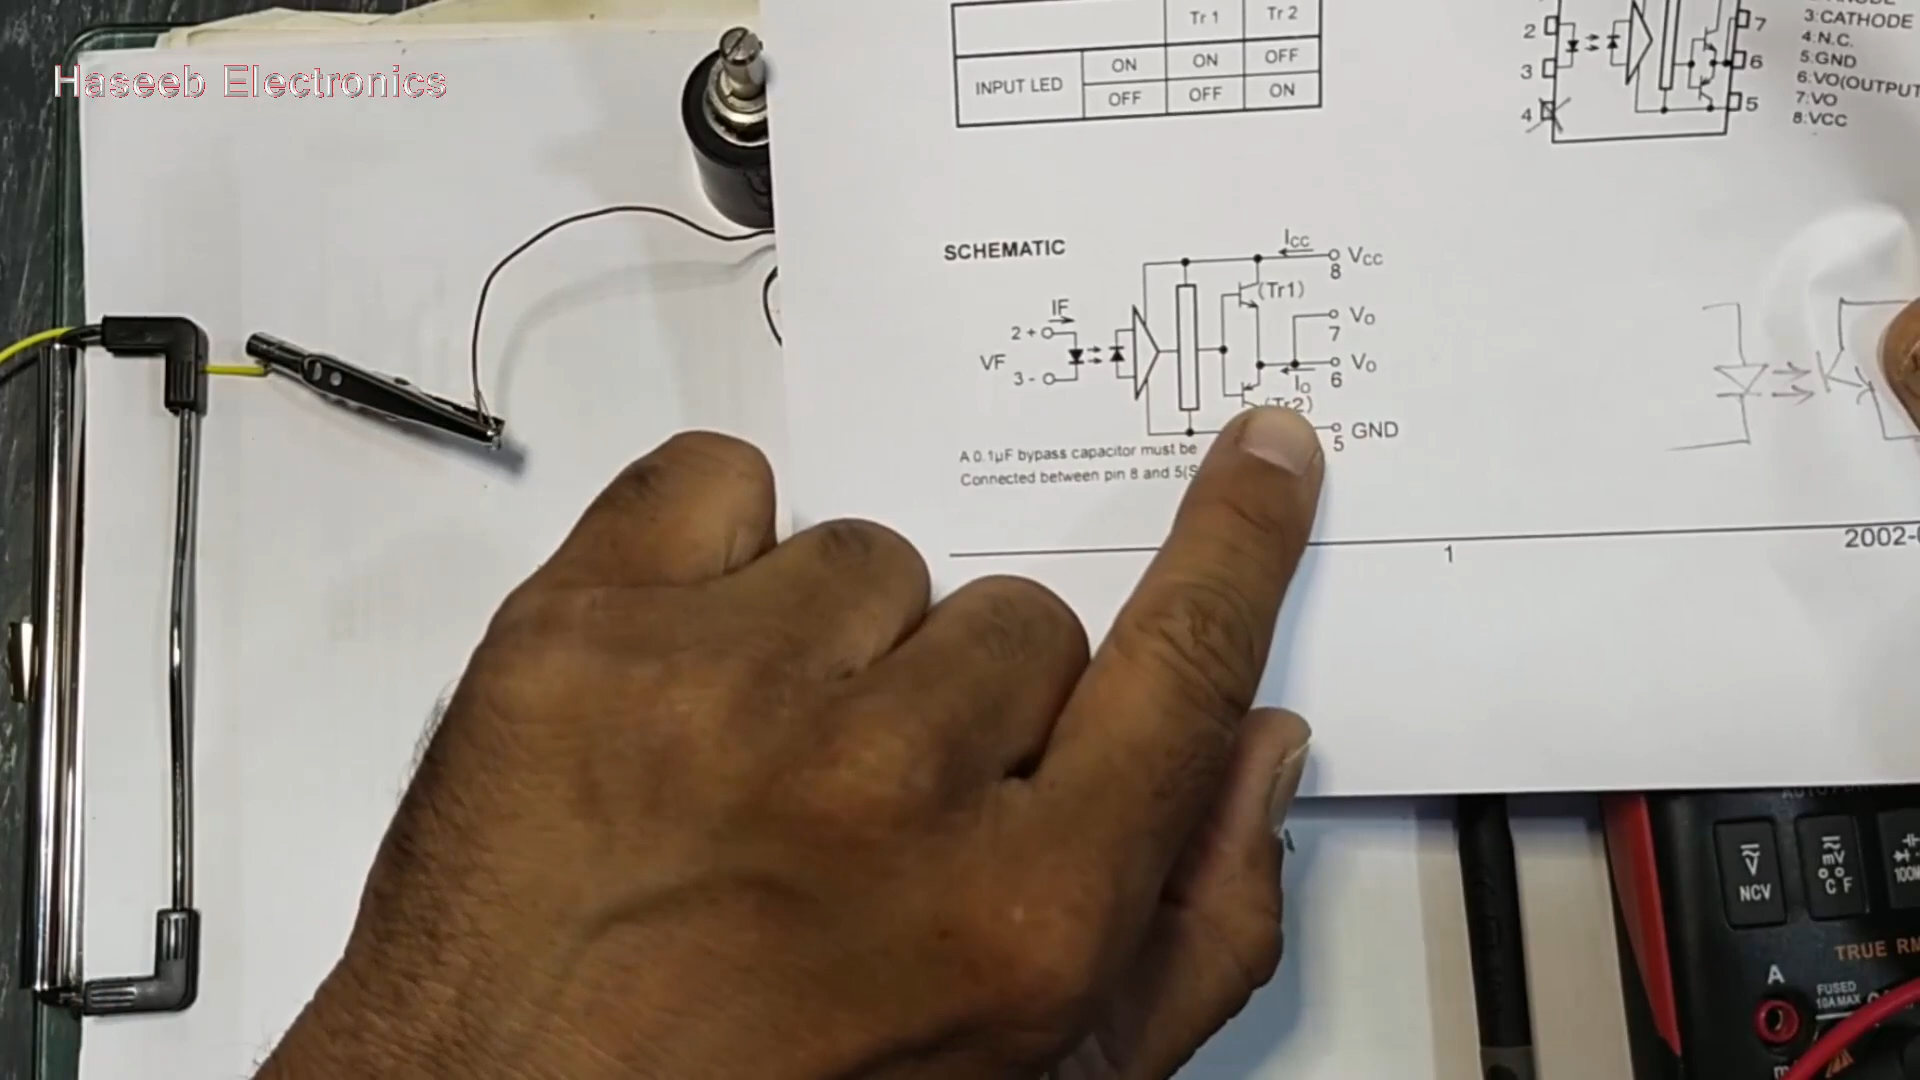 Haseeb Electronics
Tr 1 Tr 2
INPUT LED ON ON OFF
OFF OFF ON
2
3
4
7
6
5
3:CATHODE
4:N.C.
5:GND
6:VO(OUTPUT
7:VO
8:VCC
SCHEMATIC
ICC
VCC
8
(Tr1)
IF
2 +
VF
3 -
VO
7
VO
6
IO
(Tr2)
GND
5
A 0.1µF bypass capacitor must be
Connected between pin 8 and 5(S
1
2002-
V
NCV
mV
°C °F
TRUE RM
A
FUSED
10A MAX